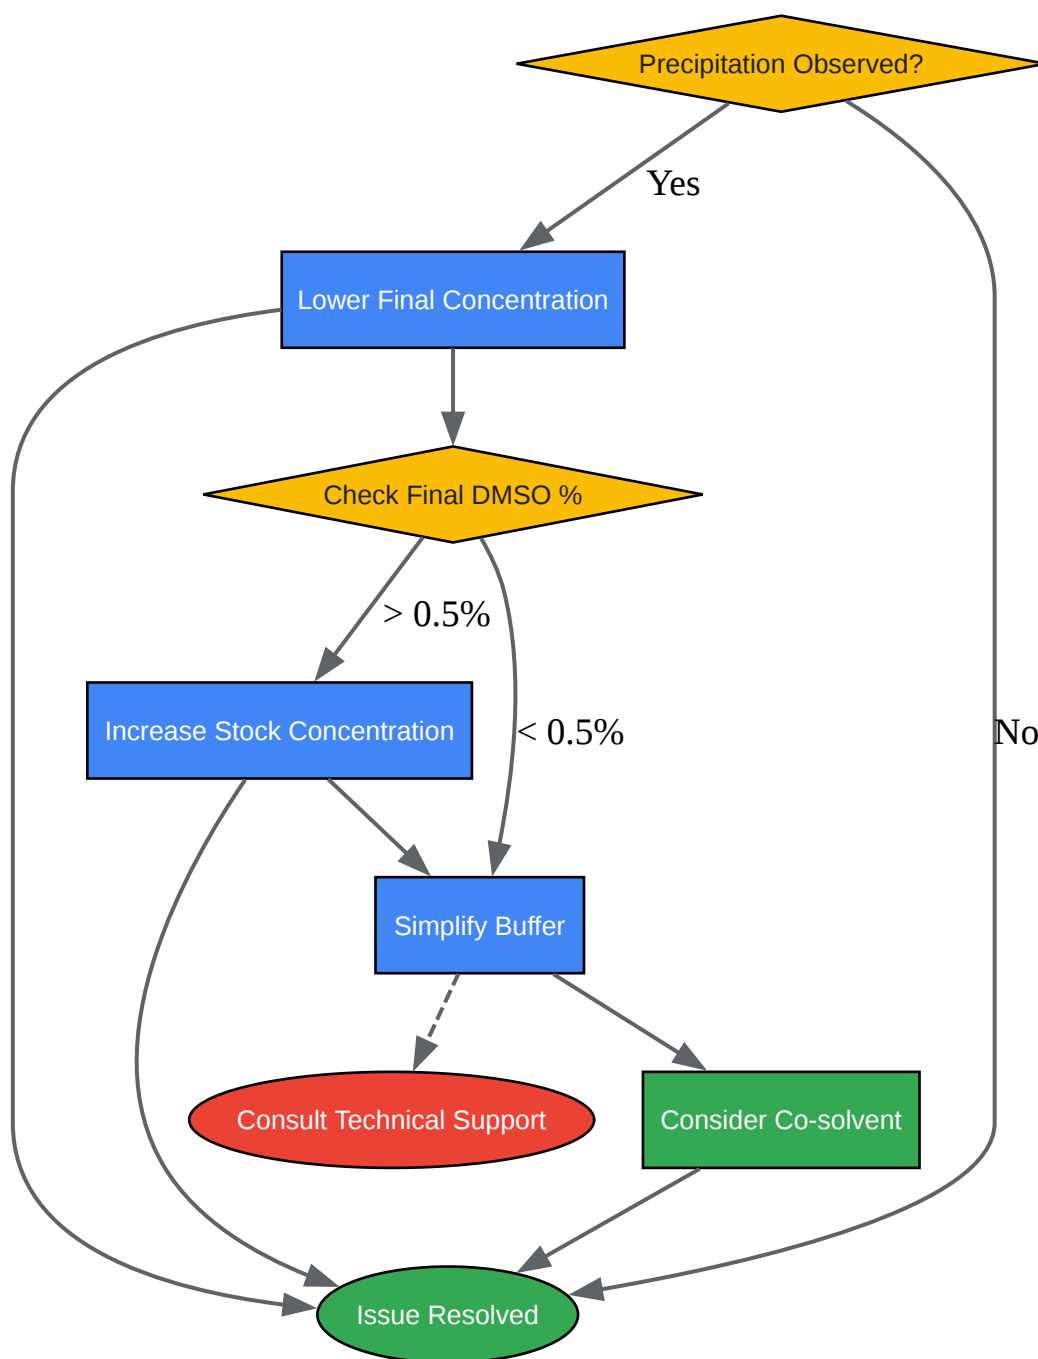 Precipitation Observed?
Yes
Lower Final Concentration
Check Final DMSO %
> 0.5%
Increase Stock Concentration
< 0.5%
No
Simplify Buffer
Consult Technical Support
Consider Co-solvent
Issue Resolved